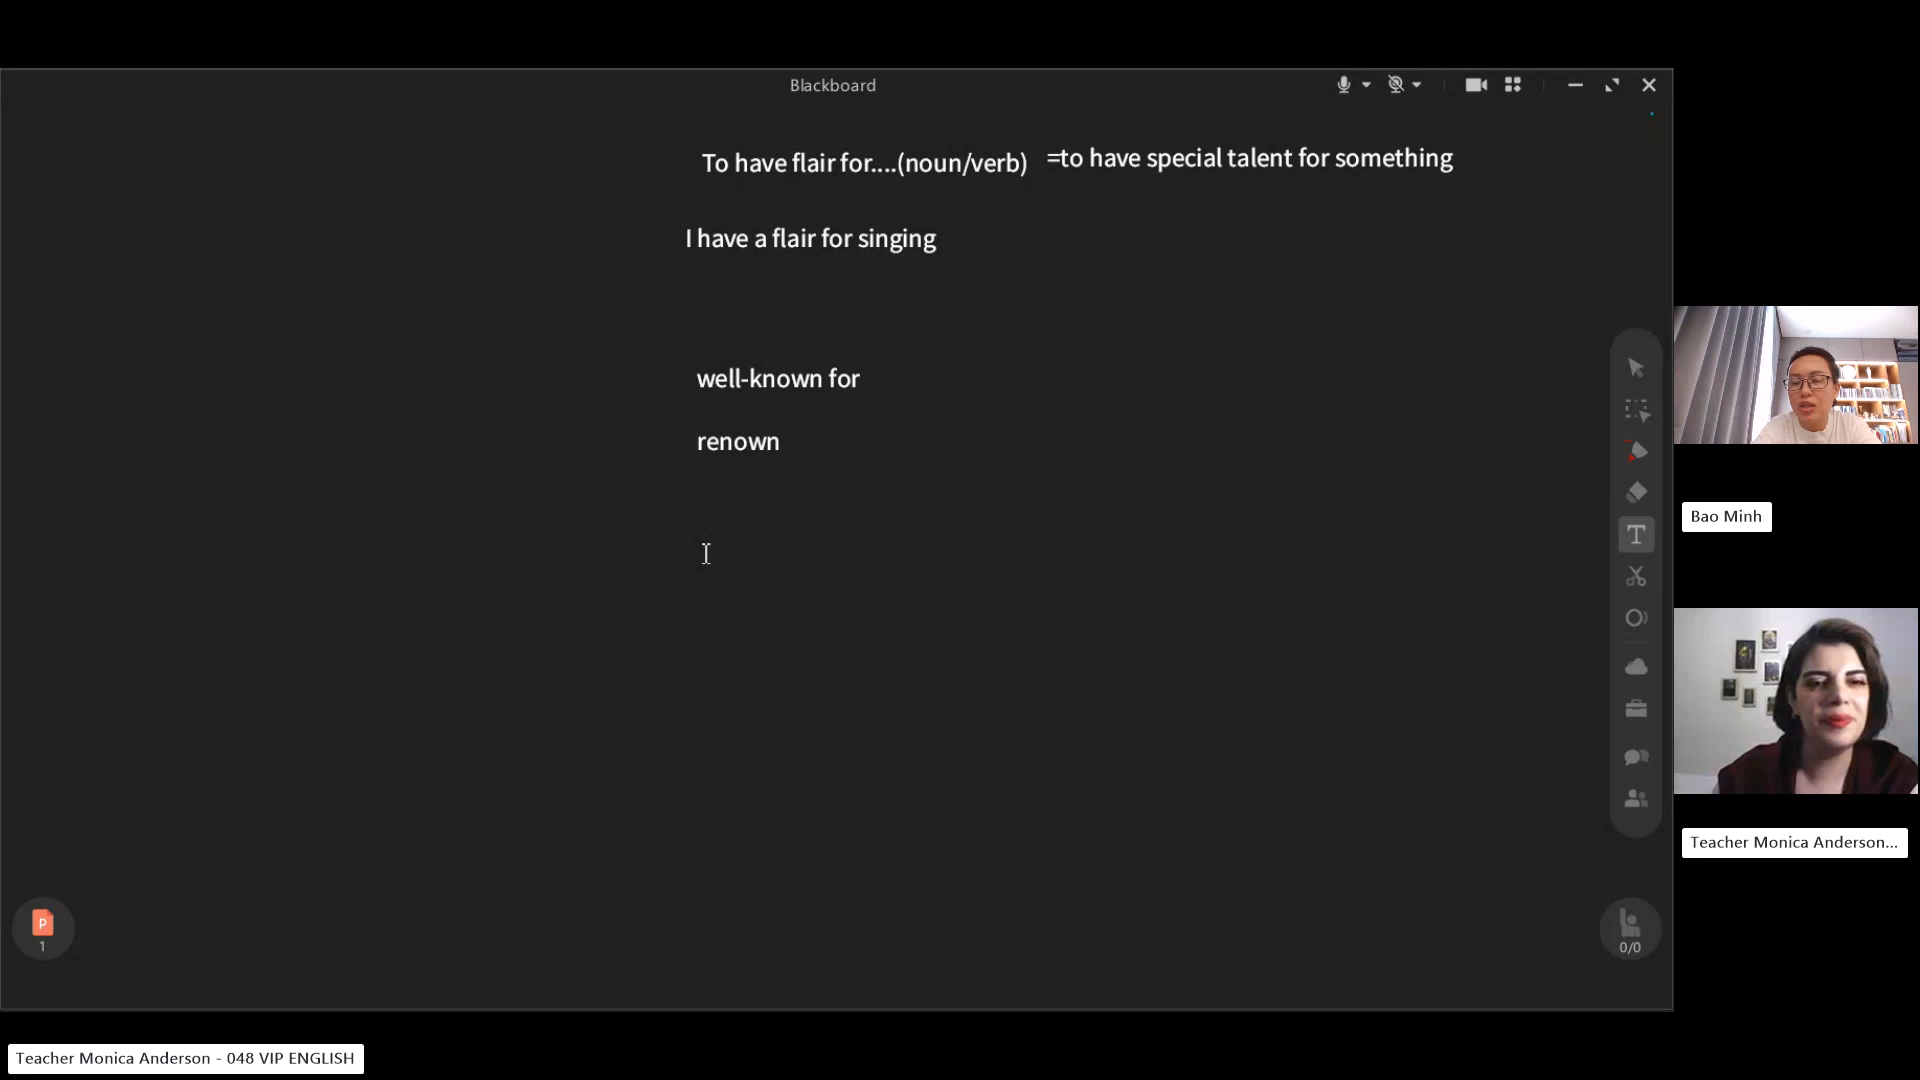 Blackboard
To have flair for....(noun/verb) =to have special talent for something
I have a flair for singing
well-known for
renown
T
Bao Minh
Teacher Monica Anderson...
P
1
0/0
Teacher Monica Anderson - 048 VIP ENGLISH